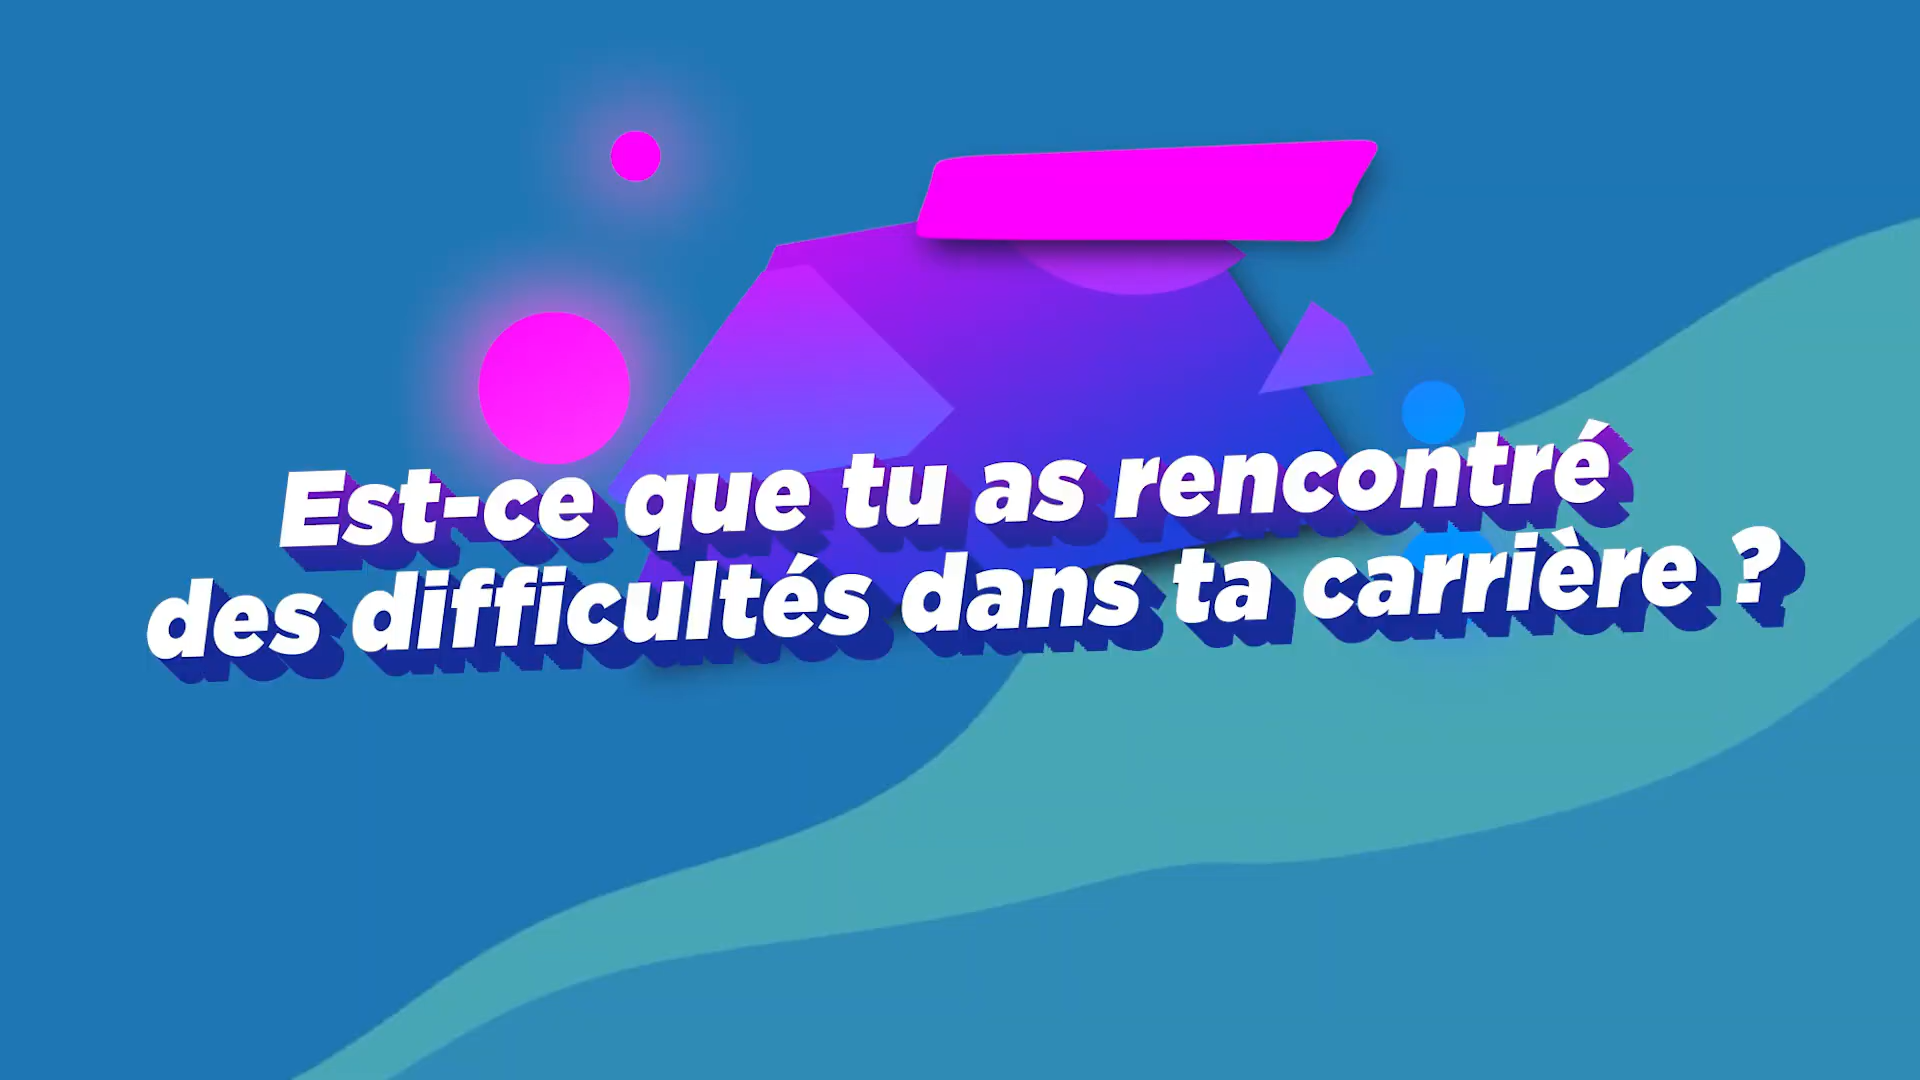 Est-ce que tu as rencontré
des difficultés dans ta carrière ?